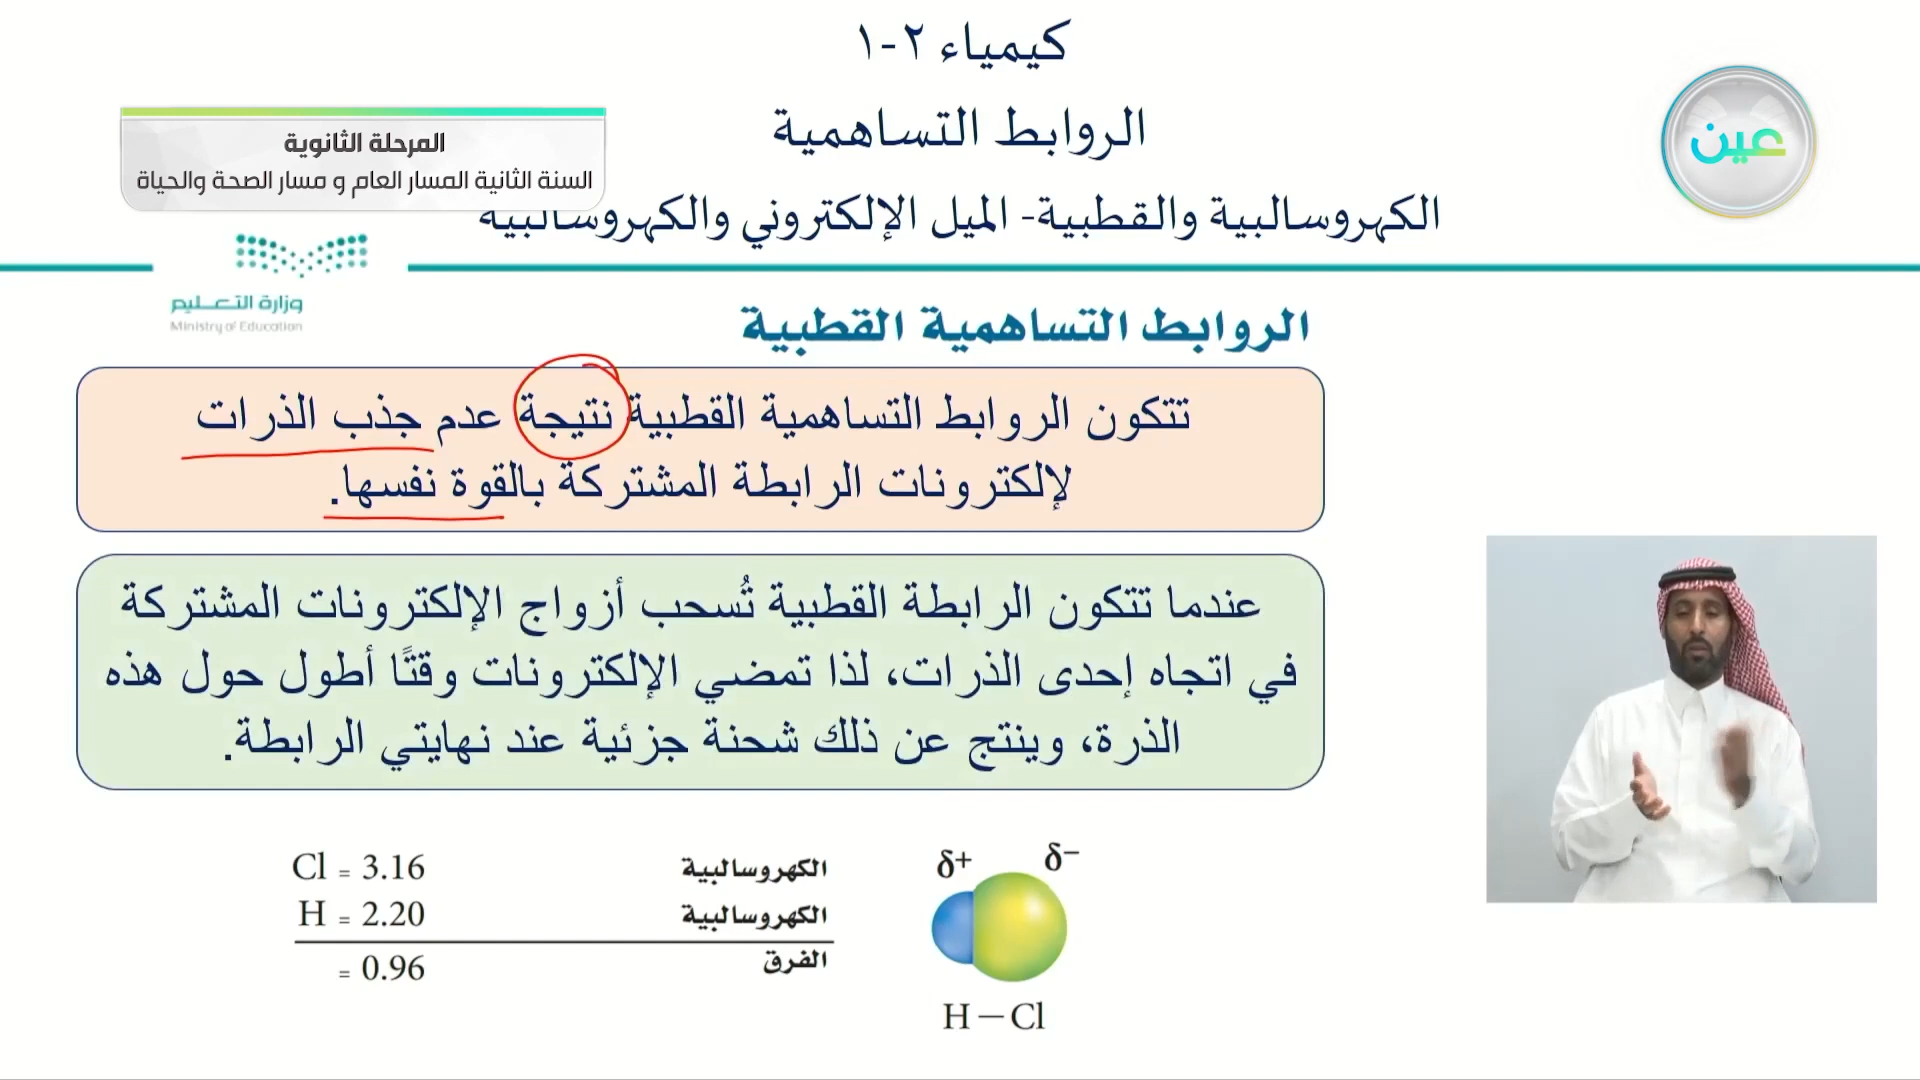 كيمياء ٢-١
الروابط التساهمية
عين
المرحلة الثانوية
السنة الثانية المسار العام و مسار الصحة والحياة
الكهروسالبية والقطبية- الميل الإلكتروني والكهروسالبية
وزارة التعليم
Ministry of Education
الروابط التساهمية القطبية
تتكون الروابط التساهمية القطبية نتيجة عدم جذب الذرات
لإلكترونات الرابطة المشتركة بالقوة نفسها.
عندما تتكون الرابطة القطبية تُسحب أزواج الإلكترونات المشتركة
في اتجاه إحدى الذرات، لذا تمضي الإلكترونات وقتًا أطول حول هذه
الذرة، وينتج عن ذلك شحنة جزئية عند نهايتي الرابطة.
δ+ δ−
الكهروسالبية Cl = 3.16
الكهروسالبية H = 2.20
الفرق = 0.96
H – Cl